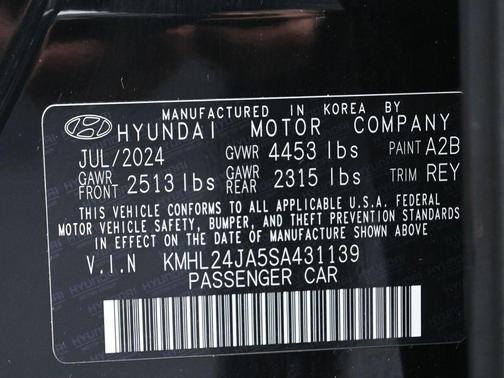 MANUFACTURED IN KOREA BY
HYUNDAI MOTOR COMPANY
JUL/2024 GVWR 4453 lbs PAINT A2B
GAWR FRONT 2513 lbs GAWR REAR 2315 lbs TRIM REY
THIS VEHICLE CONFORMS TO ALL APPLICABLE U.S.A. FEDERAL
MOTOR VEHICLE SAFETY, BUMPER, AND THEFT PREVENTION STANDARDS
IN EFFECT ON THE DATE OF MANUFACTURE SHOWN ABOVE
V.I.N KMHL24JA5SA431139
PASSENGER CAR